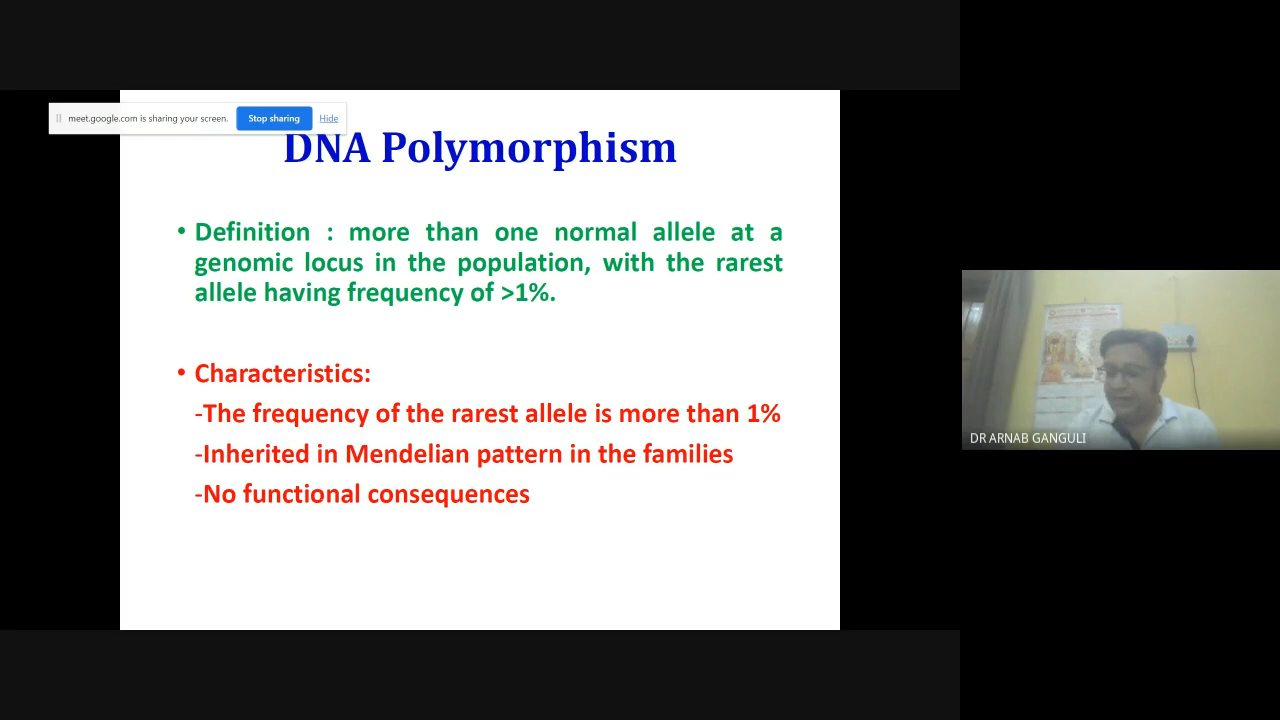 meet.google.com is sharing your screen. Stop sharing Hide
DNA Polymorphism
• Definition : more than one normal allele at a
genomic locus in the population, with the rarest
allele having frequency of >1%.
• Characteristics:
-The frequency of the rarest allele is more than 1%
-Inherited in Mendelian pattern in the families
-No functional consequences
DR ARNAB GANGULI